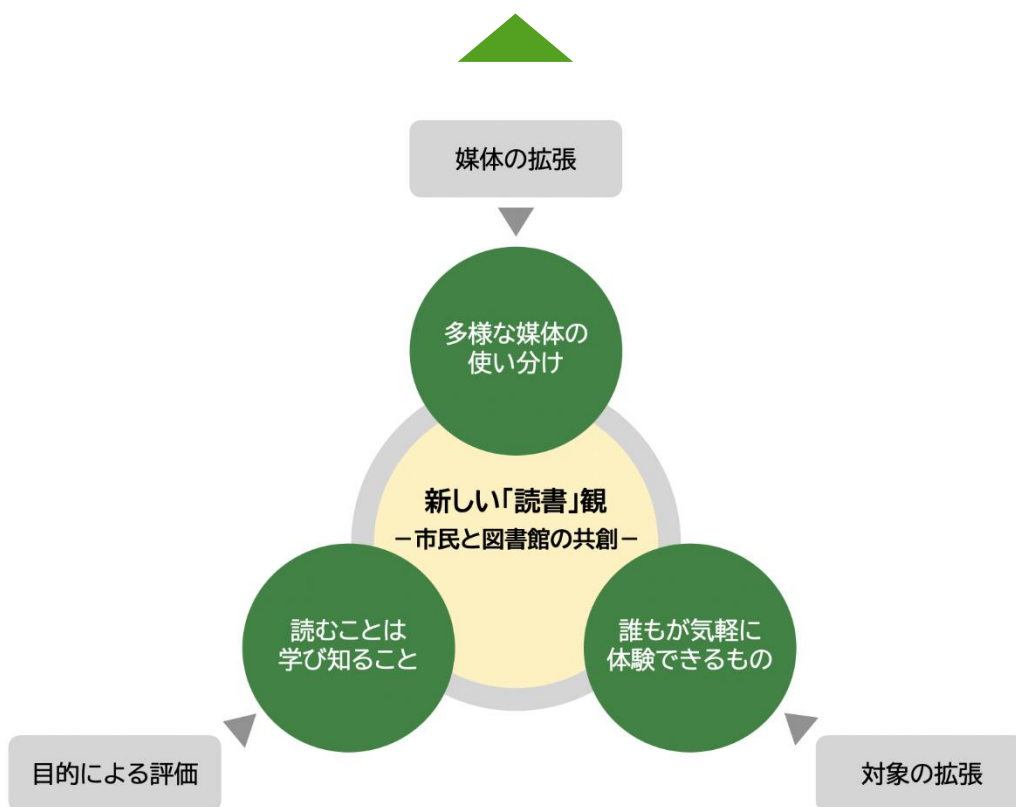 媒体の拡張
多様な媒体の
使い分け
新しい「読書」観
－市民と図書館の共創－
読むことは
学び知ること
誰もが気軽に
体験できるもの
目的による評価
対象の拡張